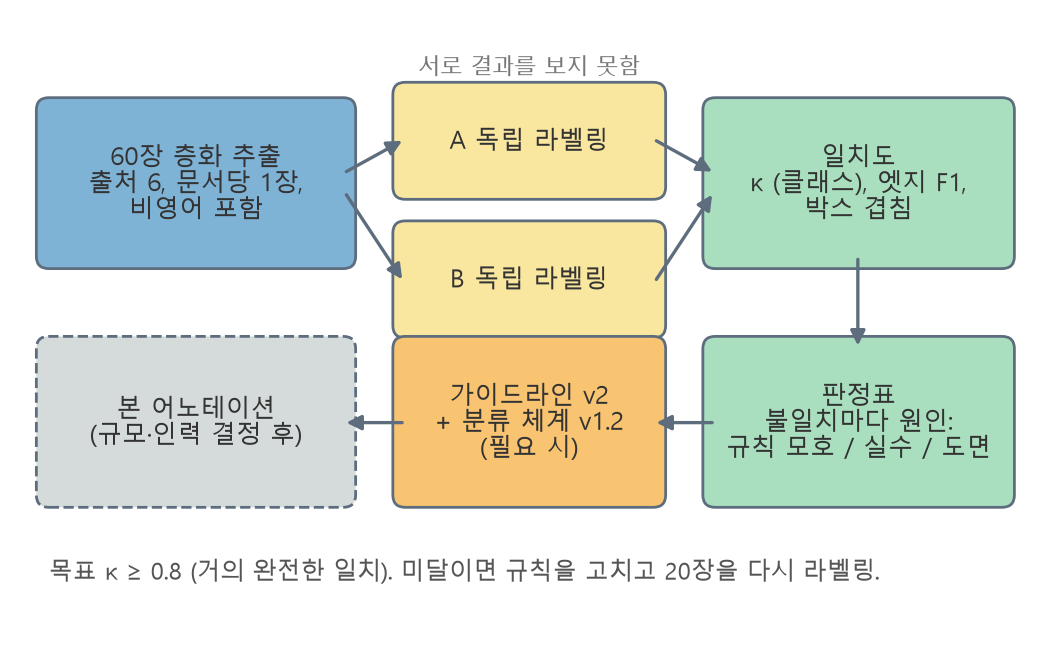 서로 결과를 보지 못함
60장 층화 추출
출처 6, 문서당 1장,
비영어 포함
A 독립 라벨링
B 독립 라벨링
일치도
κ (클래스), 엣지 F1,
박스 겹침
판정표
불일치마다 원인:
규칙 모호 / 실수 / 도면
가이드라인 v2
+ 분류 체계 v1.2
(필요 시)
본 어노테이션
(규모·인력 결정 후)
목표 κ ≥ 0.8 (거의 완전한 일치). 미달이면 규칙을 고치고 20장을 다시 라벨링.